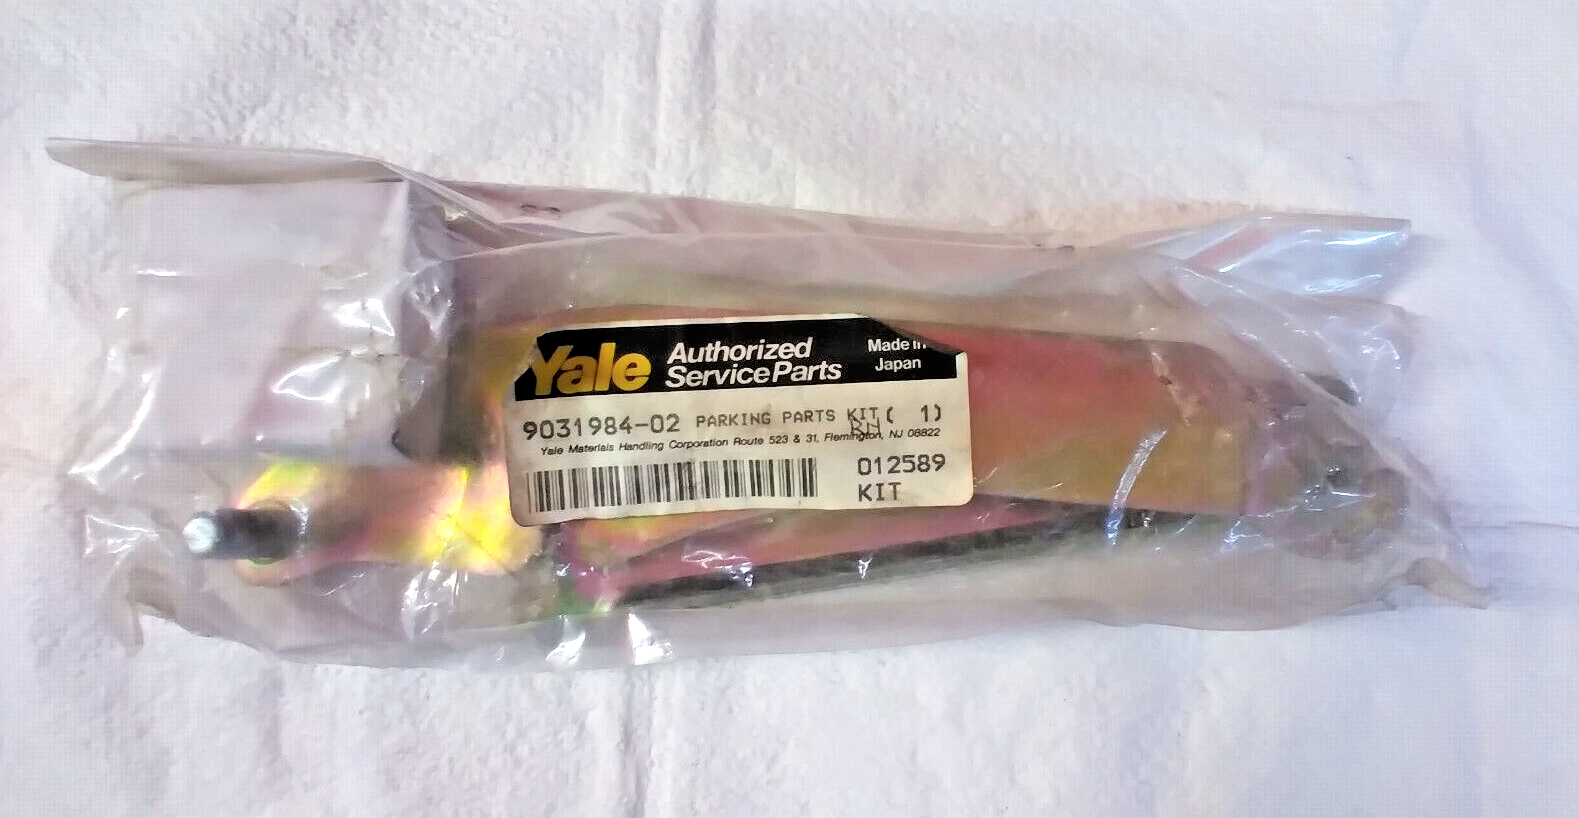 Yale Authorized Service Parts Made in Japan
9031984-02 PARKING PARTS KIT( 1)
RH
Yale Materials Handling Corporation Route 523 & 31, Flemington, NJ 08822
012589
KIT